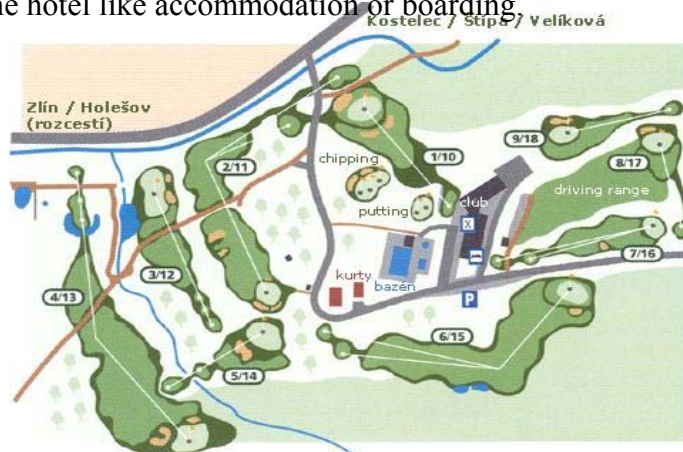 ne hotel like accommodation or boarding.
Kostelec / Štípa / Velíková
Zlín / Holešov
(rozcestí)
2/11
chipping
1/10
9/18
8/17
putting
club
driving range
X
3/12
4/13
kurty
bazén
7/16
P
6/15
5/14